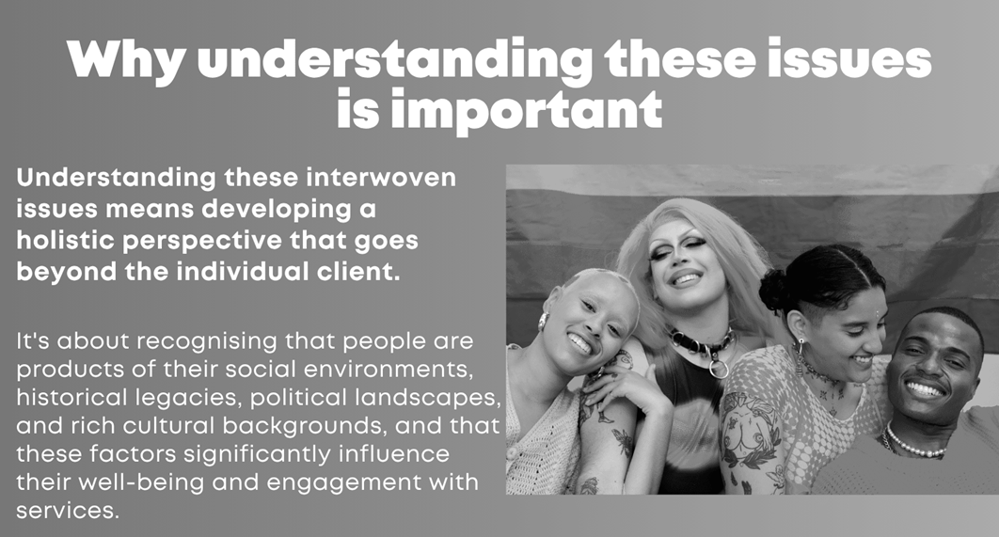 Why understanding these issues
is important
Understanding these interwoven
issues means developing a
holistic perspective that goes
beyond the individual client.
It's about recognising that people are
products of their social environments,
historical legacies, political landscapes,
and rich cultural backgrounds, and that
these factors significantly influence
their well-being and engagement with
services.